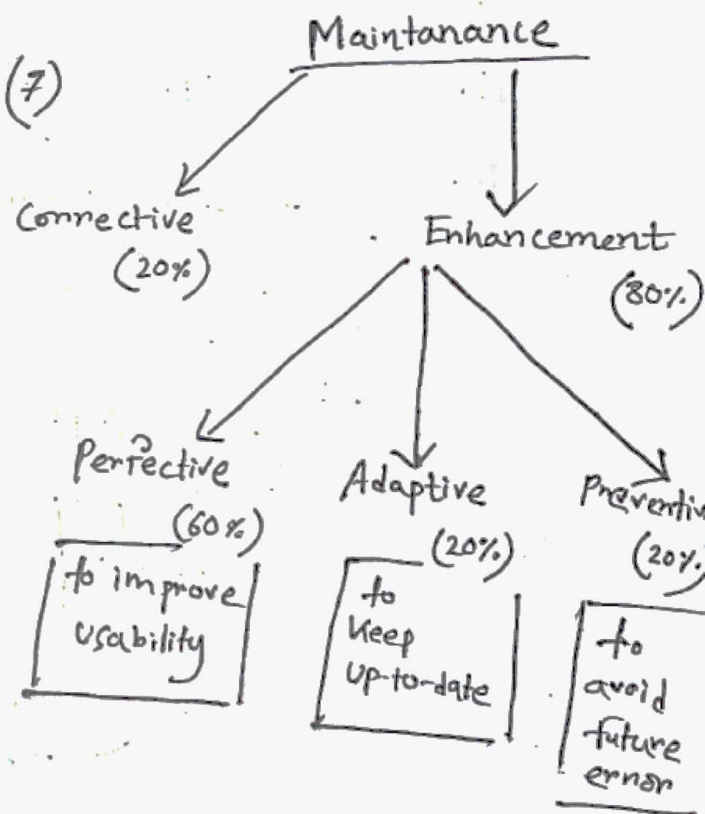 Maintanance
(7)
Corrective
(20%)
Enhancement
(80%)
Perfective
(60%)
to improve
usability
Adaptive
(20%)
to
keep
up-to-date
Preventiv
(20%)
to
avoid
future
error